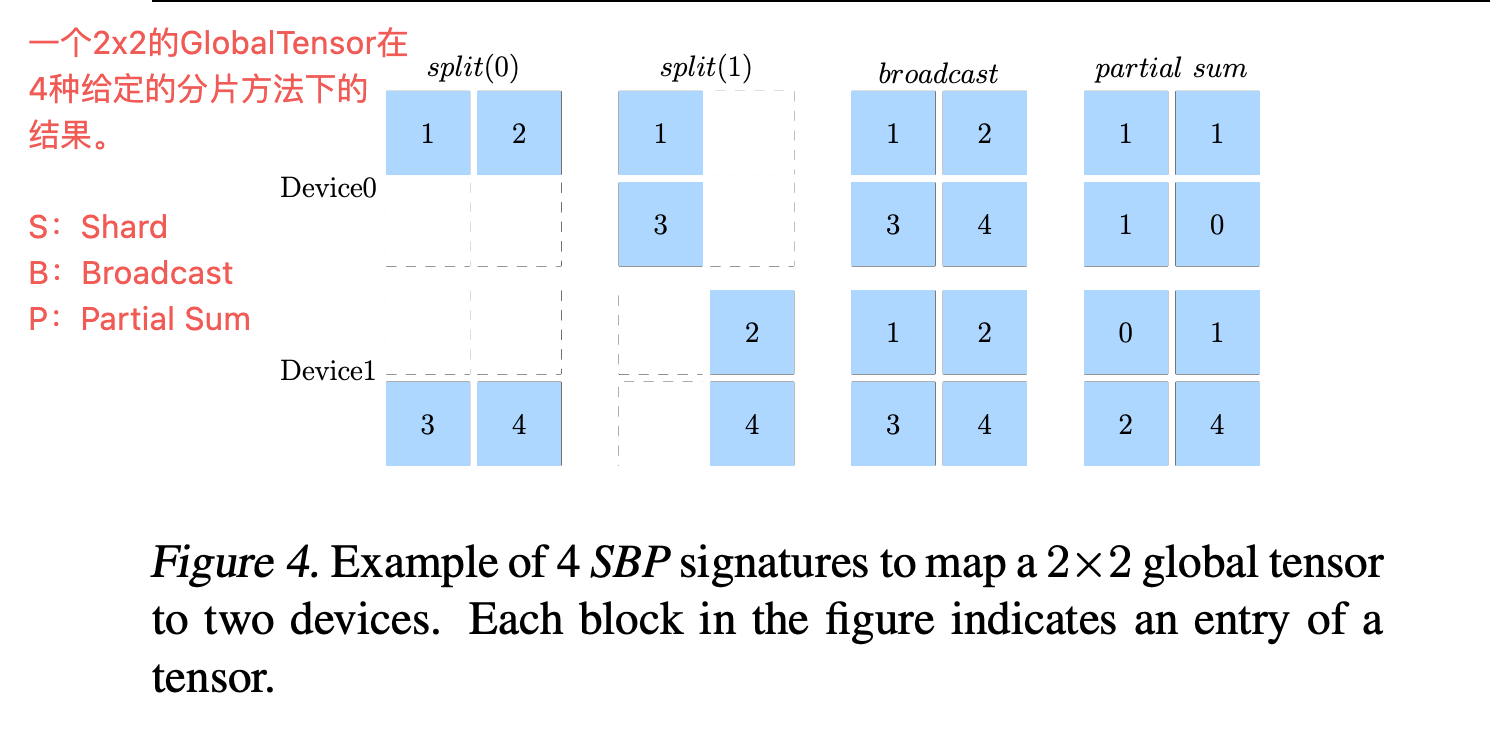 一个2x2的GlobalTensor在
4种给定的分片方法下的
结果。
S：Shard
B：Broadcast
P：Partial Sum
split(0) split(1) broadcast partial sum
Device0
1 2 1 1 2 1 1
3 3 4 1 0
Device1
2 1 2 0 1
3 4 4 3 4 2 4
Figure 4. Example of 4 SBP signatures to map a 2×2 global tensor
to two devices. Each block in the figure indicates an entry of a
tensor.